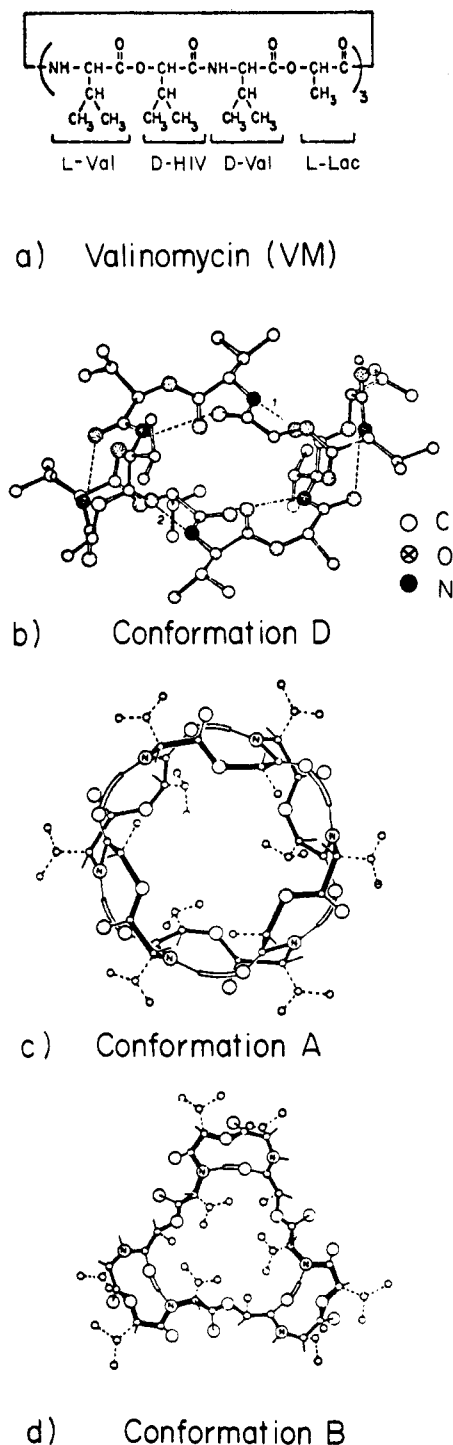 O O O O
( NH-CH-C-O-CH-C-NH-CH-C-O-CH-C )3
CH CH CH CH3
CH3 CH3 CH3 CH3 CH3 CH3
L-Val D-HIV D-Val L-Lac
a) Valinomycin (VM)
1
2
C
O
N
b) Conformation D
N N
N N
N N
c) Conformation A
N
N
N N
N N
d) Conformation B